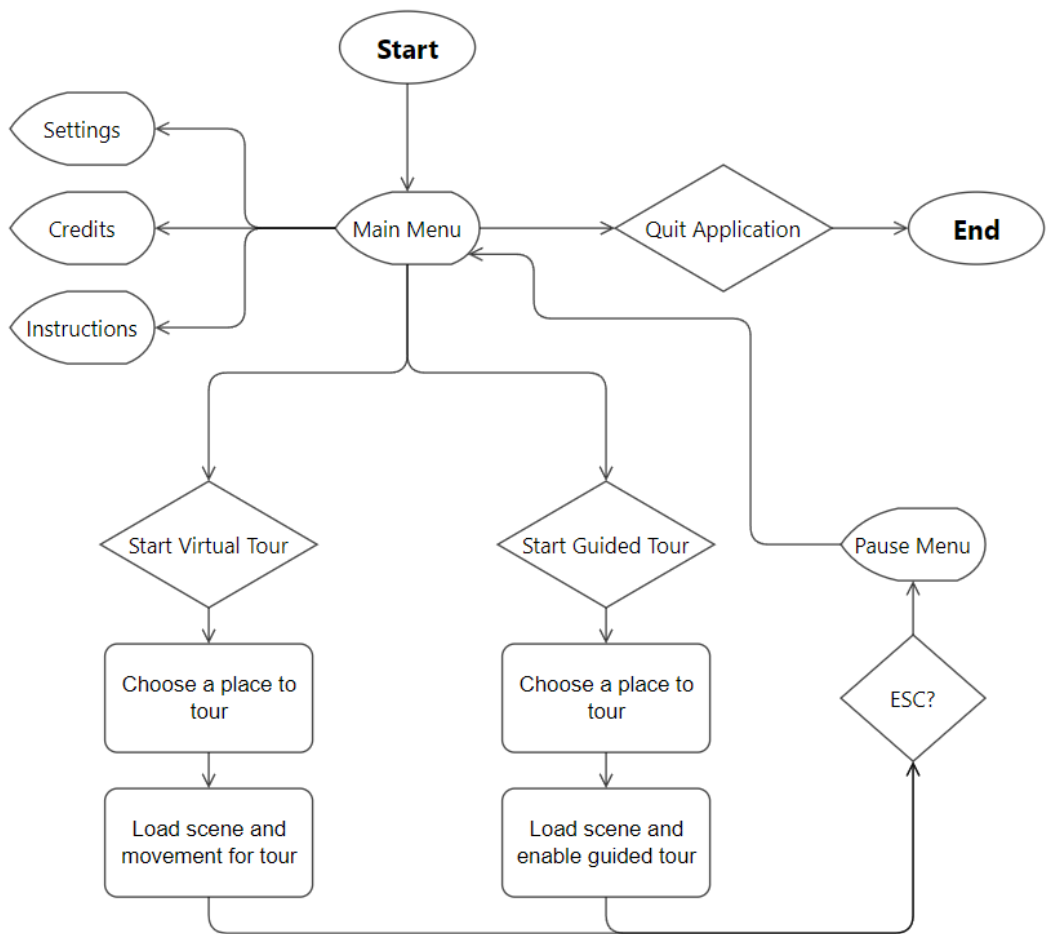 Start
Settings
Credits
Instructions
Main Menu
Quit Application
End
Start Virtual Tour
Start Guided Tour
Pause Menu
Choose a place to
tour
Choose a place to
tour
ESC?
Load scene and
movement for tour
Load scene and
enable guided tour